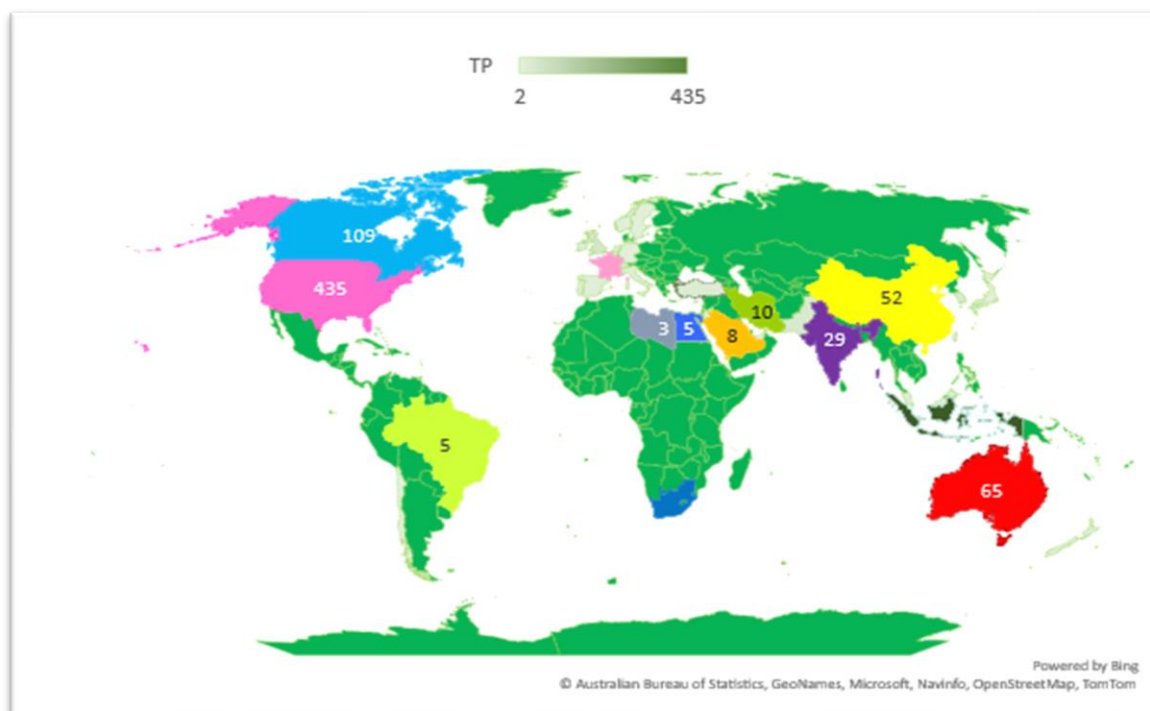 TP
2 435
109
435
52
10
3 5 8
29
5
65
Powered by Bing
© Australian Bureau of Statistics, GeoNames, Microsoft, Navinfo, OpenStreetMap, TomTom